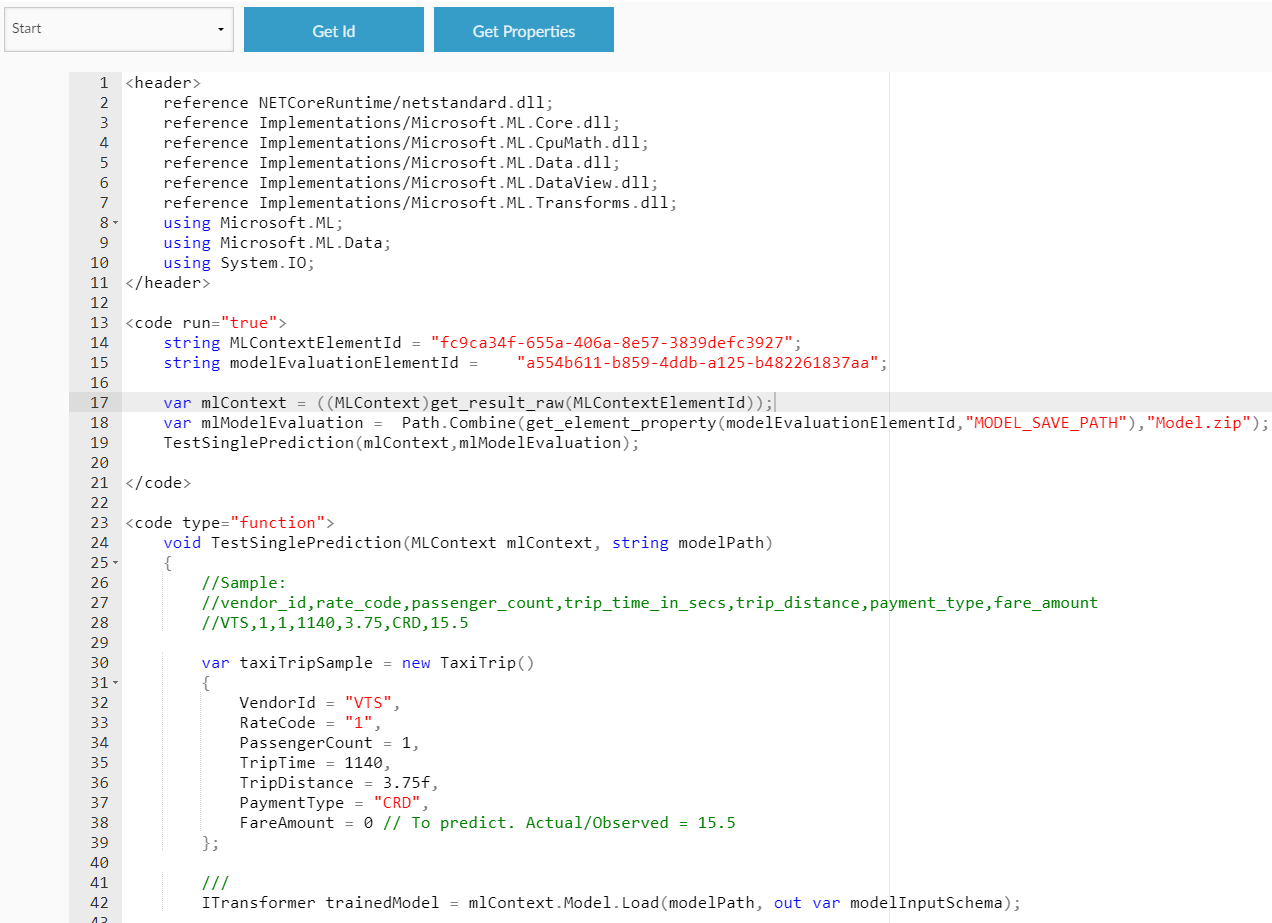 Start
Get Id
Get Properties
1 <header>
2     reference NETCoreRuntime/netstandard.dll;
3     reference Implementations/Microsoft.ML.Core.dll;
4     reference Implementations/Microsoft.ML.CpuMath.dll;
5     reference Implementations/Microsoft.ML.Data.dll;
6     reference Implementations/Microsoft.ML.DataView.dll;
7     reference Implementations/Microsoft.ML.Transforms.dll;
8     using Microsoft.ML;
9     using Microsoft.ML.Data;
10     using System.IO;
11 </header>
12
13 <code run="true">
14     string MLContextElementId = "fc9ca34f-655a-406a-8e57-3839defc3927";
15     string modelEvaluationElementId =    "a554b611-b859-4ddb-a125-b482261837aa";
16
17     var mlContext = ((MLContext)get_result_raw(MLContextElementId));
18     var mlModelEvaluation =  Path.Combine(get_element_property(modelEvaluationElementId,"MODEL_SAVE_PATH"),"Model.zip");
19     TestSinglePrediction(mlContext,mlModelEvaluation);
20
21 </code>
22
23 <code type="function">
24     void TestSinglePrediction(MLContext mlContext, string modelPath)
25     {
26         //Sample:
27         //vendor_id,rate_code,passenger_count,trip_time_in_secs,trip_distance,payment_type,fare_amount
28         //VTS,1,1,1140,3.75,CRD,15.5
29
30         var taxiTripSample = new TaxiTrip()
31         {
32             VendorId = "VTS",
33             RateCode = "1",
34             PassengerCount = 1,
35             TripTime = 1140,
36             TripDistance = 3.75f,
37             PaymentType = "CRD",
38             FareAmount = 0 // To predict. Actual/Observed = 15.5
39         };
40
41         ///
42         ITransformer trainedModel = mlContext.Model.Load(modelPath, out var modelInputSchema);
43